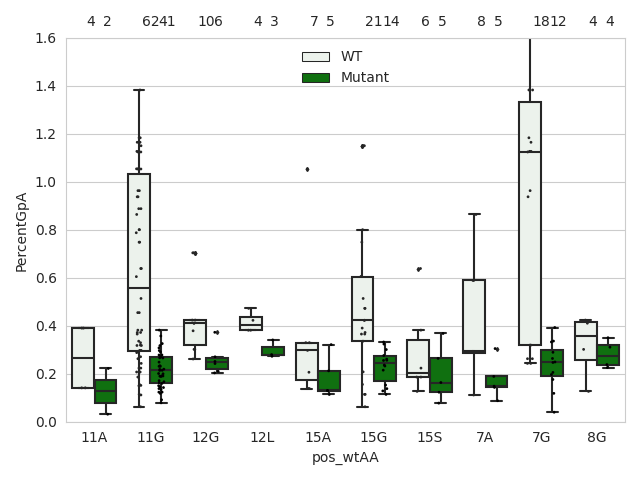 4 2 6241 106 4 3 7 5 2114 6 5 8 5 1812 4 4
1.6
1.4
1.2
1.0
0.8
0.6
0.4
0.2
0.0
PercentGpA
WT
Mutant
11A 11G 12G 12L 15A 15G 15S 7A 7G 8G
pos_wtAA